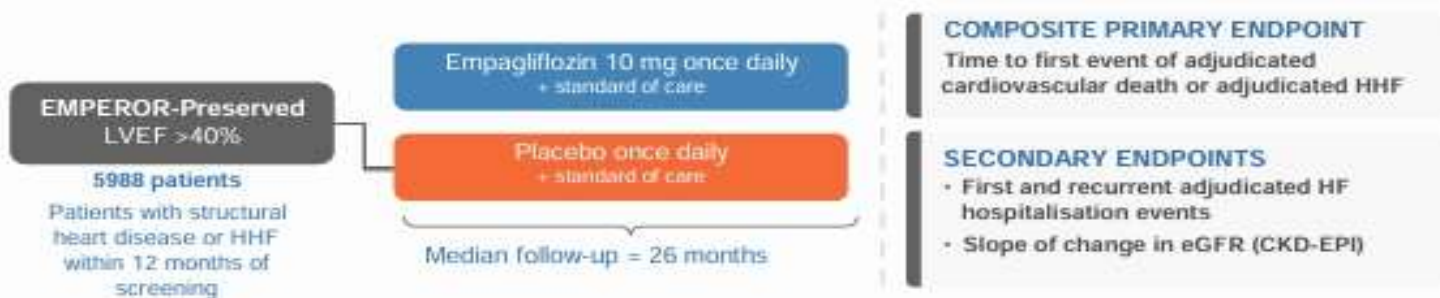 EMPEROR-Preserved
LVEF >40%
5988 patients
Patients with structural
heart disease or HHF
within 12 months of
screening
Empagliflozin 10 mg once daily
+ standard of care
Placebo once daily
+ standard of care
Median follow-up = 26 months
COMPOSITE PRIMARY ENDPOINT
Time to first event of adjudicated
cardiovascular death or adjudicated HHF
SECONDARY ENDPOINTS
• First and recurrent adjudicated HF
hospitalisation events
• Slope of change in eGFR (CKD-EPI)